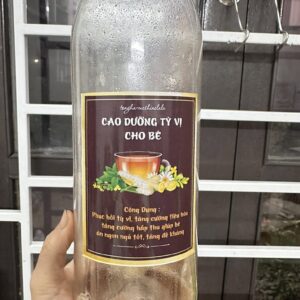 CAO DƯỠNG TỲ VỊ
CHO BÉ
Công Dụng :
Phục hồi tỳ vị, tăng cường tiêu hóa
tăng cường hấp thu giúp bé
ăn ngon ngủ tốt, tăng đề kháng